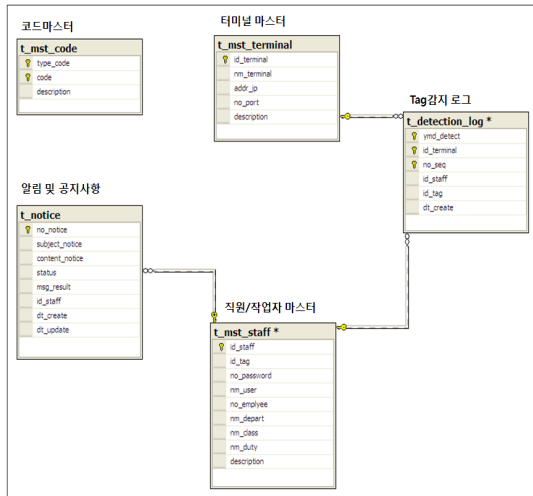 코드마스터
t_mst_code
type_code
code
description
터미널 마스터
t_mst_terminal
id_terminal
nm_terminal
addr_jp
no_port
description
Tag감지 로그
t_detection_log *
ymd_detect
id_terminal
no_seq
id_staff
id_tag
dt_create
알림 및 공지사항
t_notice
no_notice
subject_notice
content_notice
status
msg_result
id_staff
dt_create
dt_update
직원/작업자 마스터
t_mst_staff *
id_staff
id_tag
no_password
nm_user
no_emplyee
nm_depart
nm_class
nm_duty
description